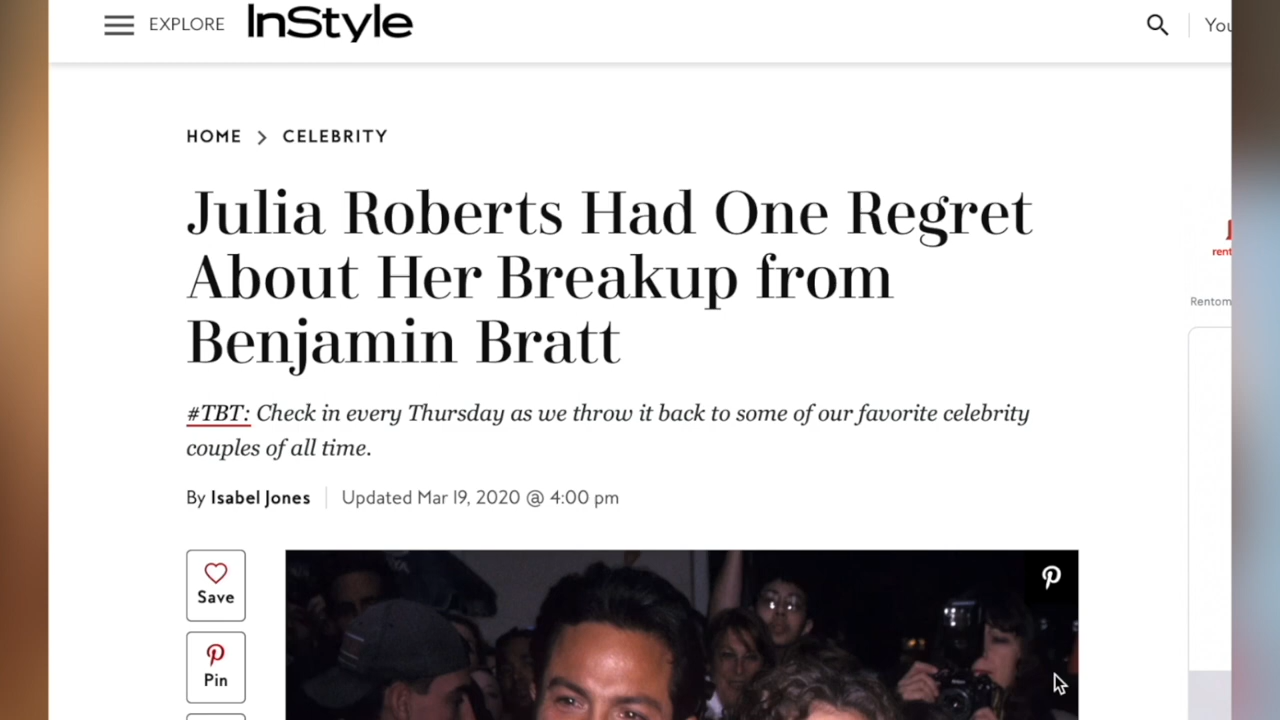 EXPLORE InStyle You
HOME > CELEBRITY
Julia Roberts Had One Regret
About Her Breakup from
Benjamin Bratt
#TBT: Check in every Thursday as we throw it back to some of our favorite celebrity
couples of all time.
By Isabel Jones | Updated Mar 19, 2020 @ 4:00 pm
rent
Rentom
Save
Pin